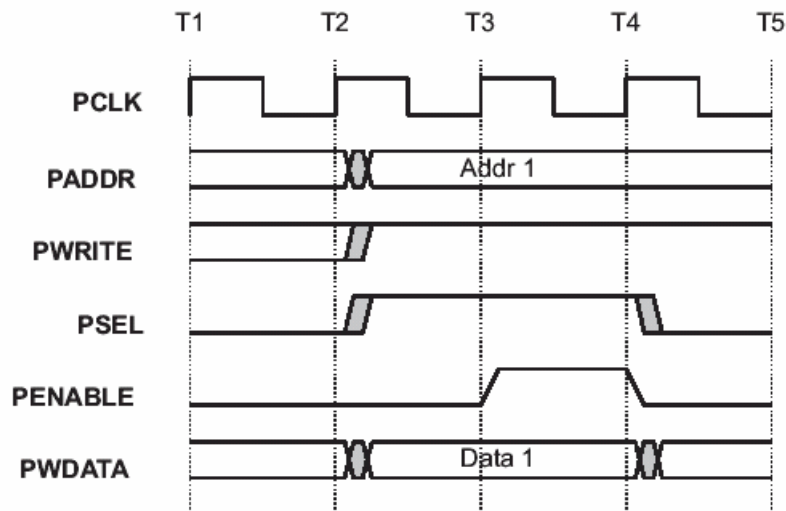 T1 T2 T3 T4 T5
PCLK
PADDR Addr 1
PWRITE
PSEL
PENABLE
PWDATA Data 1